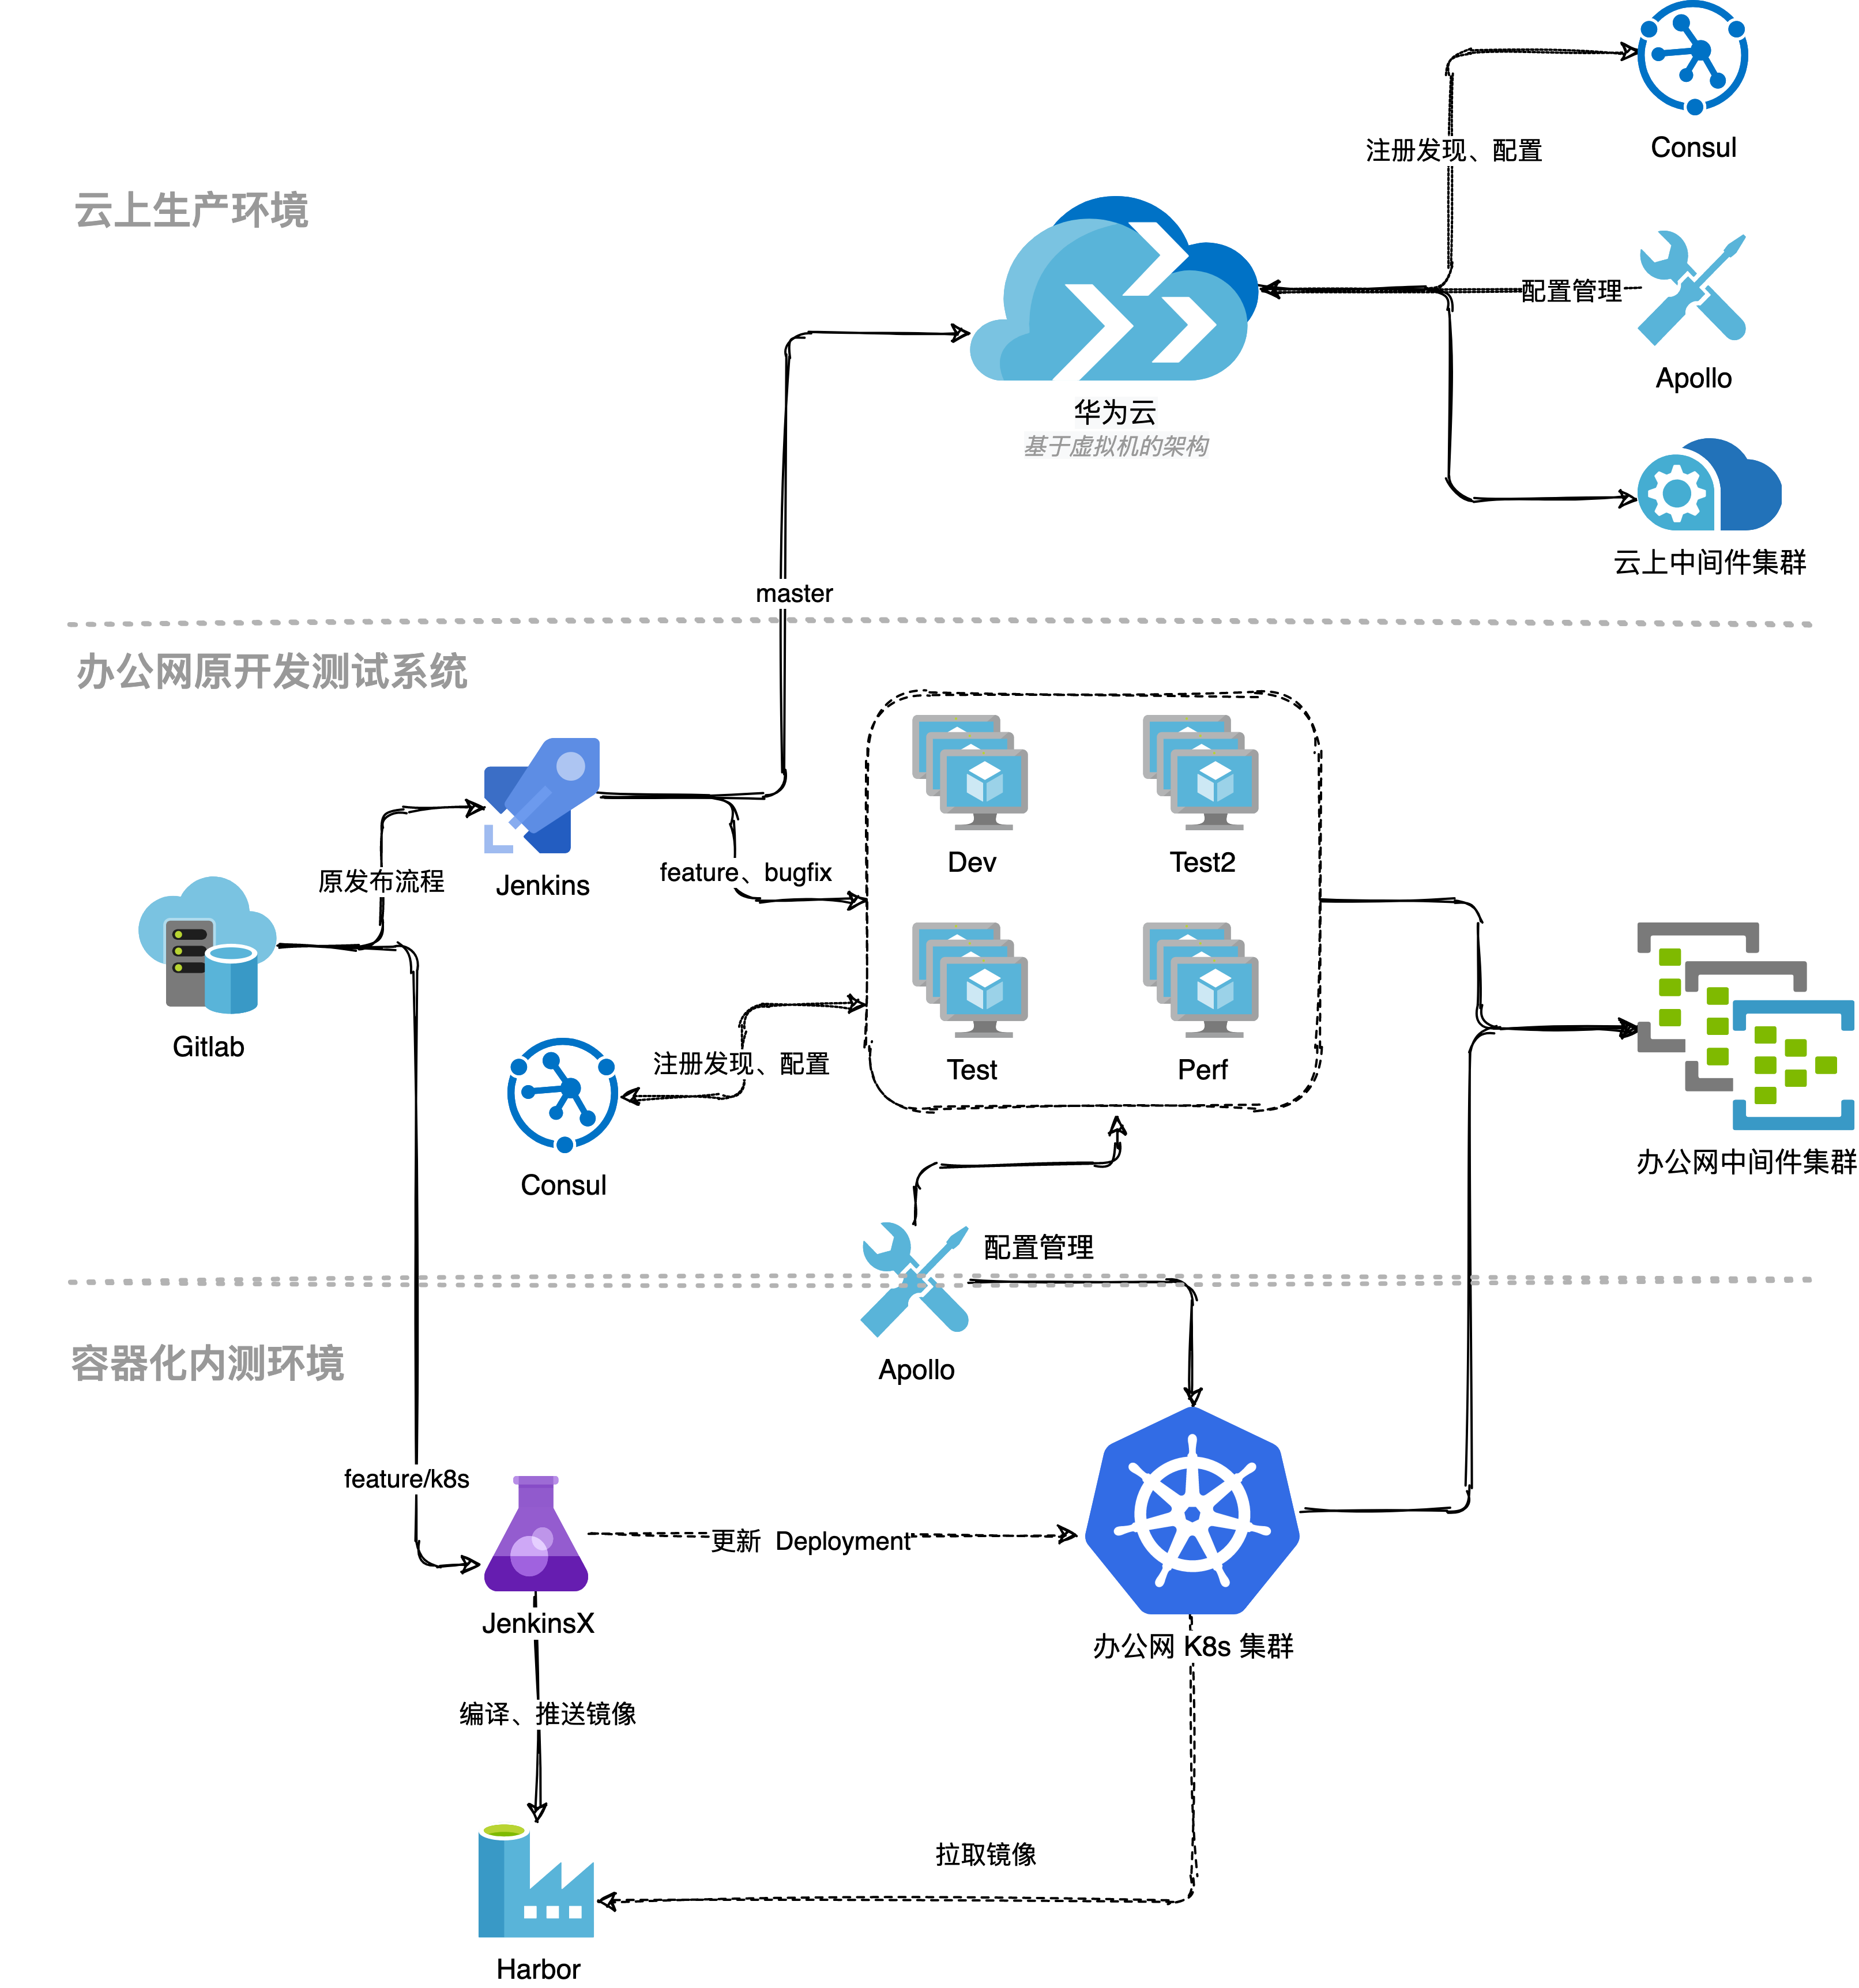 Consul
注册发现、配置
云上生产环境
配置管理
Apollo
华为云
基于虚拟机的架构
云上中间件集群
master
办公网原开发测试系统
Dev
Test2
feature、bugfix
原发布流程
Jenkins
Gitlab
注册发现、配置
Test
Perf
办公网中间件集群
Consul
配置管理
容器化内测环境
Apollo
feature/k8s
更新 Deployment
JenkinsX
办公网 K8s 集群
编译、推送镜像
拉取镜像
Harbor